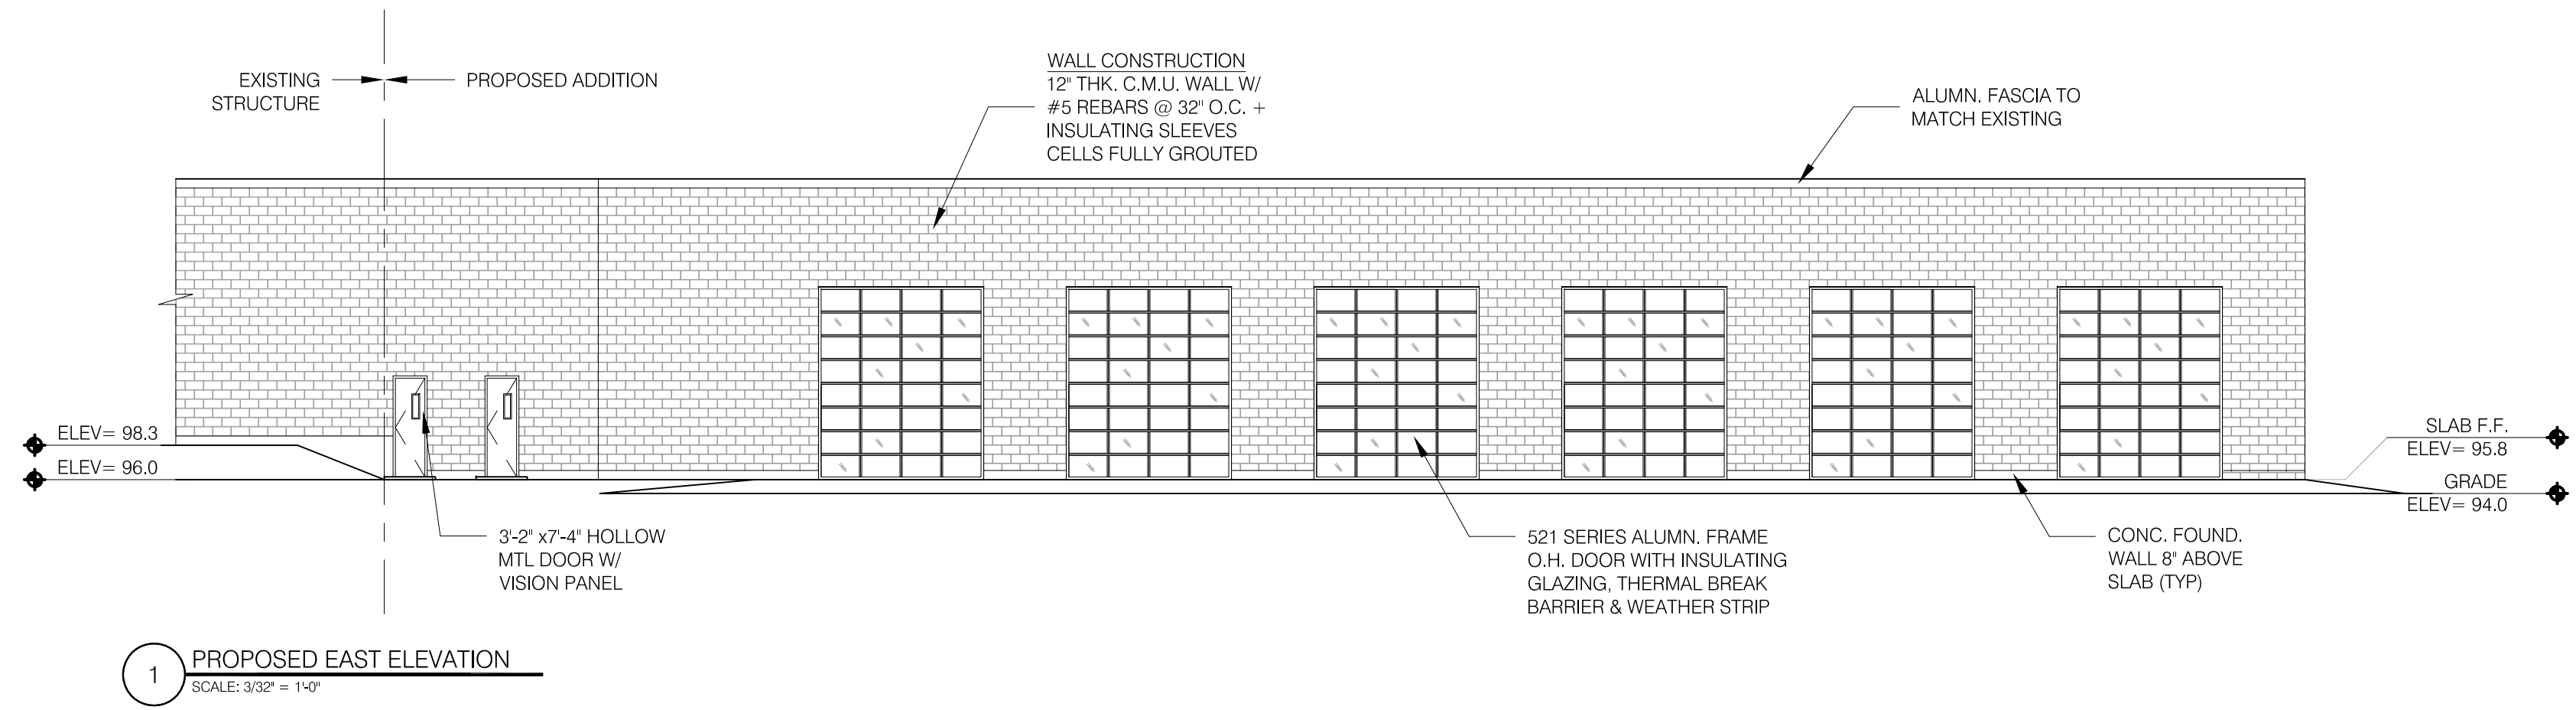 EXISTING
STRUCTURE
PROPOSED ADDITION
WALL CONSTRUCTION
12" THK. C.M.U. WALL W/
#5 REBARS @ 32" O.C. +
INSULATING SLEEVES
CELLS FULLY GROUTED
ALUMN. FASCIA TO
MATCH EXISTING
ELEV= 98.3
ELEV= 96.0
SLAB F.F.
ELEV= 95.8
GRADE
ELEV= 94.0
3'-2" x7'-4" HOLLOW
MTL DOOR W/
VISION PANEL
521 SERIES ALUMN. FRAME
O.H. DOOR WITH INSULATING
GLAZING, THERMAL BREAK
BARRIER & WEATHER STRIP
CONC. FOUND.
WALL 8" ABOVE
SLAB (TYP)
1
PROPOSED EAST ELEVATION
SCALE: 3/32" = 1'-0"